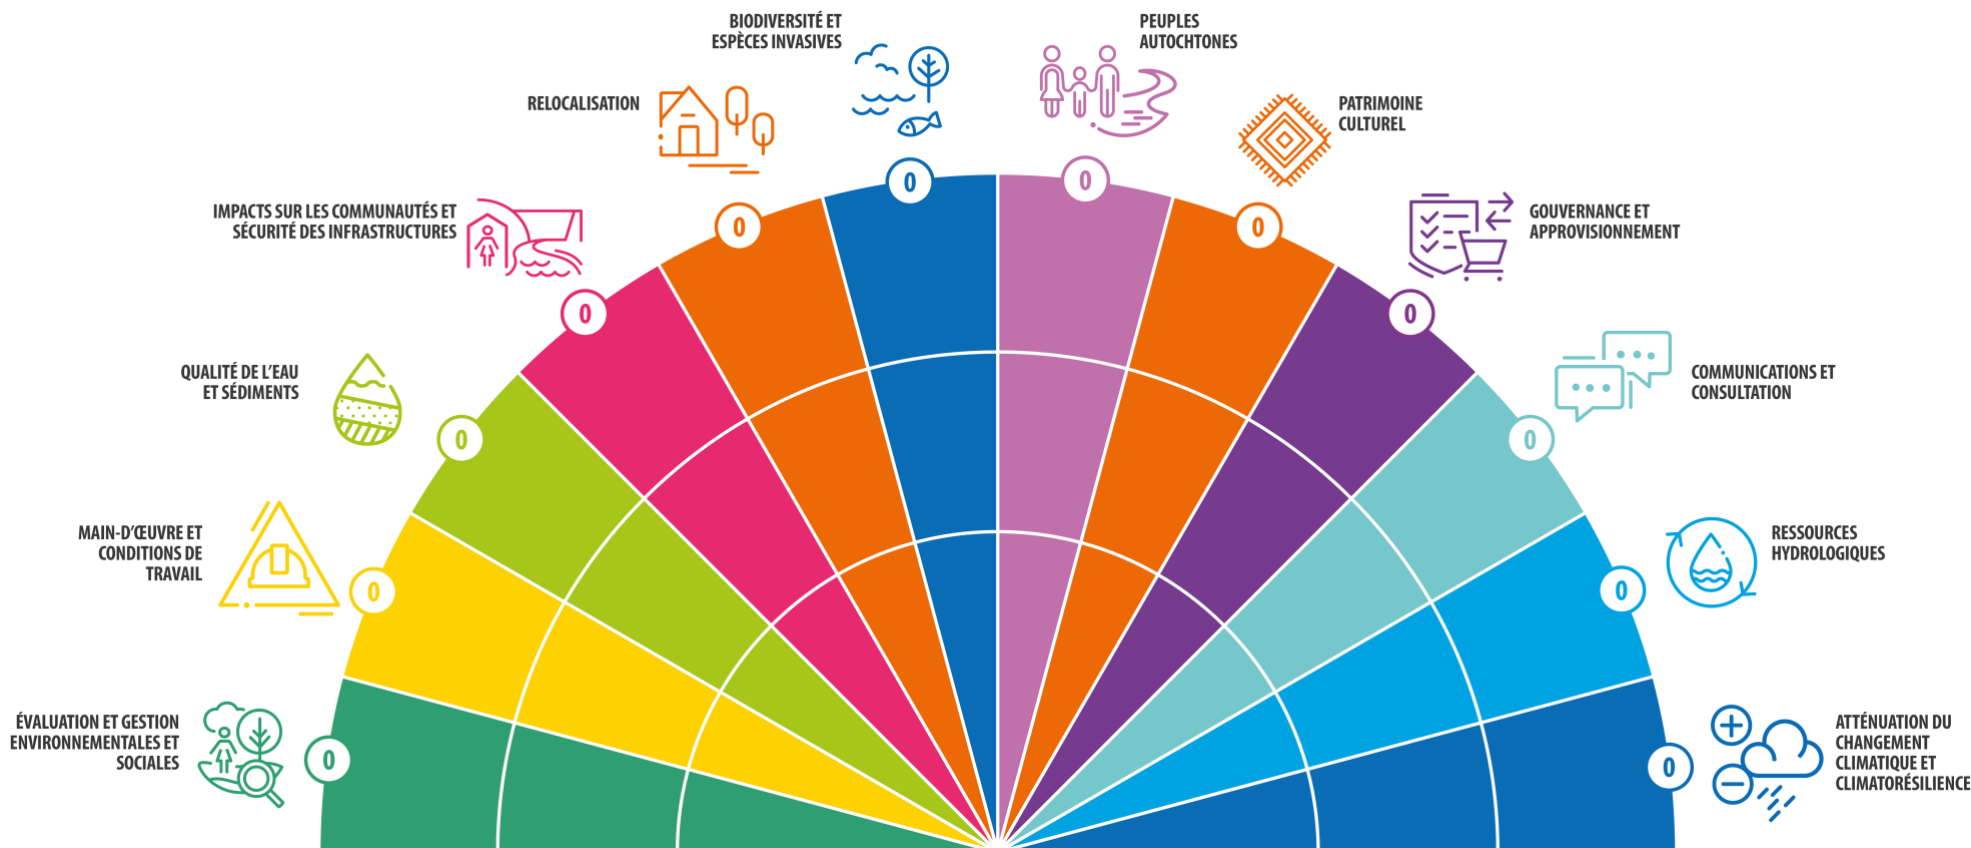 BIODIVERSITÉ ET
ESPÈCES INVASIVES
PEUPLES
AUTOCHTONES
RELOCALISATION
PATRIMOINE
CULTUREL
0
0
IMPACTS SUR LES COMMUNAUTÉS ET
SÉCURITÉ DES INFRASTRUCTURES
0
0
GOUVERNANCE ET
APPROVISIONNEMENT
0
0
QUALITÉ DE L'EAU
ET SÉDIMENTS
COMMUNICATIONS ET
CONSULTATION
0
0
MAIN-D'ŒUVRE ET
CONDITIONS DE
TRAVAIL
0
0
RESSOURCES
HYDROLOGIQUES
ÉVALUATION ET GESTION
ENVIRONNEMENTALES ET
SOCIALES
0
0
ATTÉNUATION DU
CHANGEMENT
CLIMATIQUE ET
CLIMATORÉSILIENCE